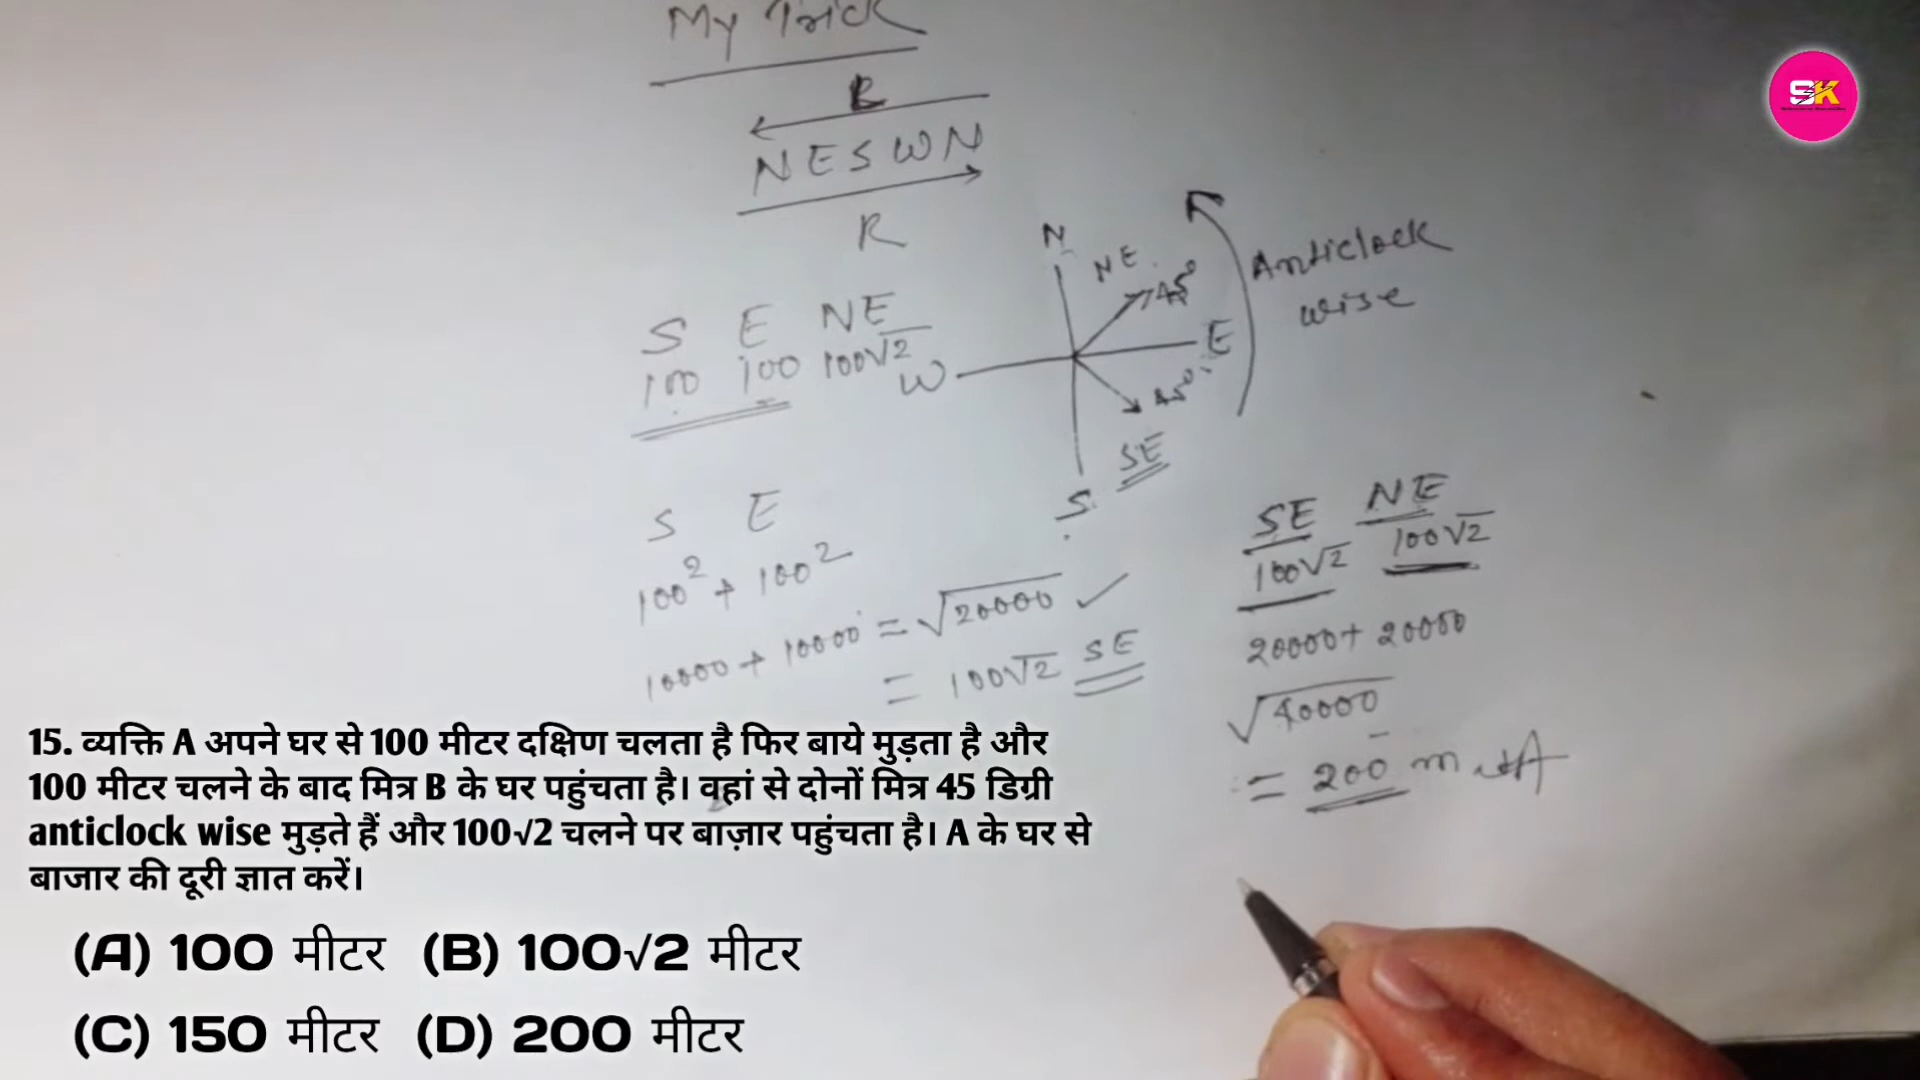 My Trick
L
NESWN
R
S E NE
100 100 100√2
N
NE
45°
W
E
45°
SE
S
Anticlock
wise
S E
100² + 100²
10000 + 10000 = √20000 ✓
= 100√2 SE
SE NE
100√2 100√2
20000 + 20000
√40000
= 200 m
SK
15. व्यक्ति A अपने घर से 100 मीटर दक्षिण चलता है फिर बाये मुड़ता है और
100 मीटर चलने के बाद मित्र B के घर पहुंचता है। वहां से दोनों मित्र 45 डिग्री
anticlock wise मुड़ते हैं और 100√2 चलने पर बाज़ार पहुंचता है। A के घर से
बाजार की दूरी ज्ञात करें।
(A) 100 मीटर (B) 100√2 मीटर
(C) 150 मीटर (D) 200 मीटर